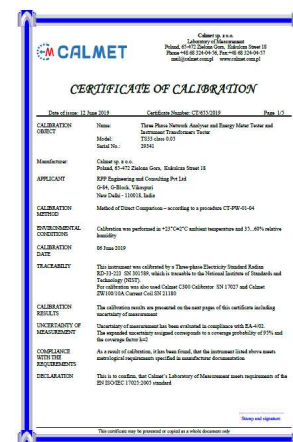 Calmet sp. z o.o.
Laboratory of Measurement
Poland, 65-472 Zielona Gora, Kukulcza Street 18
Phone +48 68 324-04-56, Fax:+48 68 324-04-57
mail@calmet.com.pl www.calmet.com.pl
CALMET
CERTIFICATE OF CALIBRATION
Date of issue: 12 June 2019 Certificate Number: CT/635/2019 Page 1/5
CALIBRATION OBJECT
Name: Three Phase Network Analyser and Energy Meter Tester and
Instrument Transformers Tester
Model: TS33 class 0.05
Serial No.: 29541
Manufacturer: Calmet sp. z o.o.
Poland, 65-472 Zielona Gora, Kukulcza Street 18
APPLICANT RPP Engineering and Consulting Pvt Ltd
G-84, G-Block, Vikaspuri
New Delhi - 110018, India
CALIBRATION METHOD
Method of Direct Comparison – according to a procedure CT-PW-01-04
ENVIRONMENTAL CONDITIONS
Calibration was performed in +23°C±2°C ambient temperature and 35...60% relative
humidity
CALIBRATION DATE
06 June 2019
TRACEABILITY This instrument was calibrated by a Three-phase Electricity Standard Radian
RD-33-223 SN 301589, which is traceable to the National Institute of Standards and
Technology (NIST).
For calibration was also used Calmet C300 Calibrator SN 17027 and Calmet
ZW100/10A Current Coil SN 21180
CALIBRATION RESULTS
The calibration results are presented on the next pages of this certificate including
uncertainty of measurement
UNCERTAINTY OF MEASUREMENT
Uncertainty of measurement has been evaluated in compliance with EA-4/02.
The expanded uncertainty assigned corresponds to a coverage probability of 95% and
the coverage factor k=2
COMPLIANCE WITH THE REQUIREMENTS
As a result of calibration, it has been found, that the instrument listed above meets
metrological requirements specified in manufacturer documentation
DECLARATION This is to confirm, that Calmet's Laboratory of Measurement meets requirements of the
EN ISO/IEC 17025:2005 standard
Stamp and signature
This certificate may be presented or copied as a whole document only